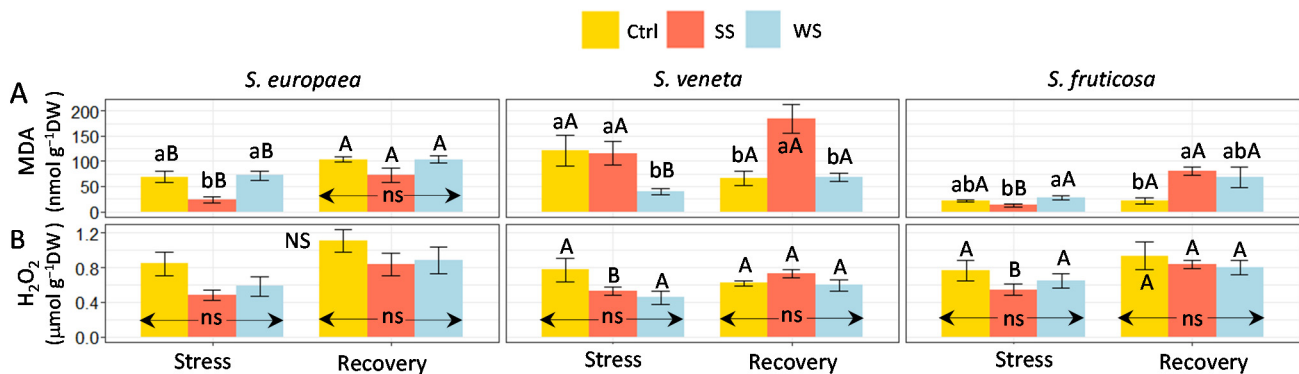 Ctrl SS WS
S. europaea S. veneta S. fruticosa
A
MDA
(nmol g⁻¹DW)
200
150
100
50
0
aB bB aB A A A
ns
aA aA bB bA aA bA
abA bB aA bA aA abA
B
H₂O₂
(μmol g⁻¹DW)
1.2
0.8
0.4
0.0
NS
ns ns
A B A A A A
ns ns
A B A A A A
ns ns
Stress Recovery Stress Recovery Stress Recovery